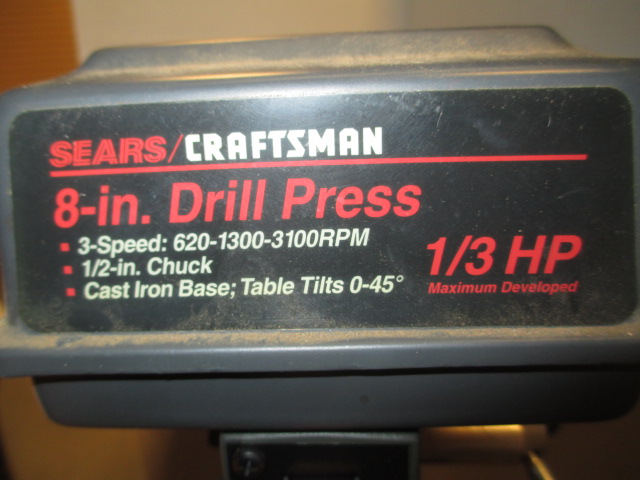 SEARS/CRAFTSMAN
8-in. Drill Press
▪ 3-Speed: 620-1300-3100RPM
▪ 1/2-in. Chuck
▪ Cast Iron Base; Table Tilts 0-45°
1/3 HP
Maximum Developed